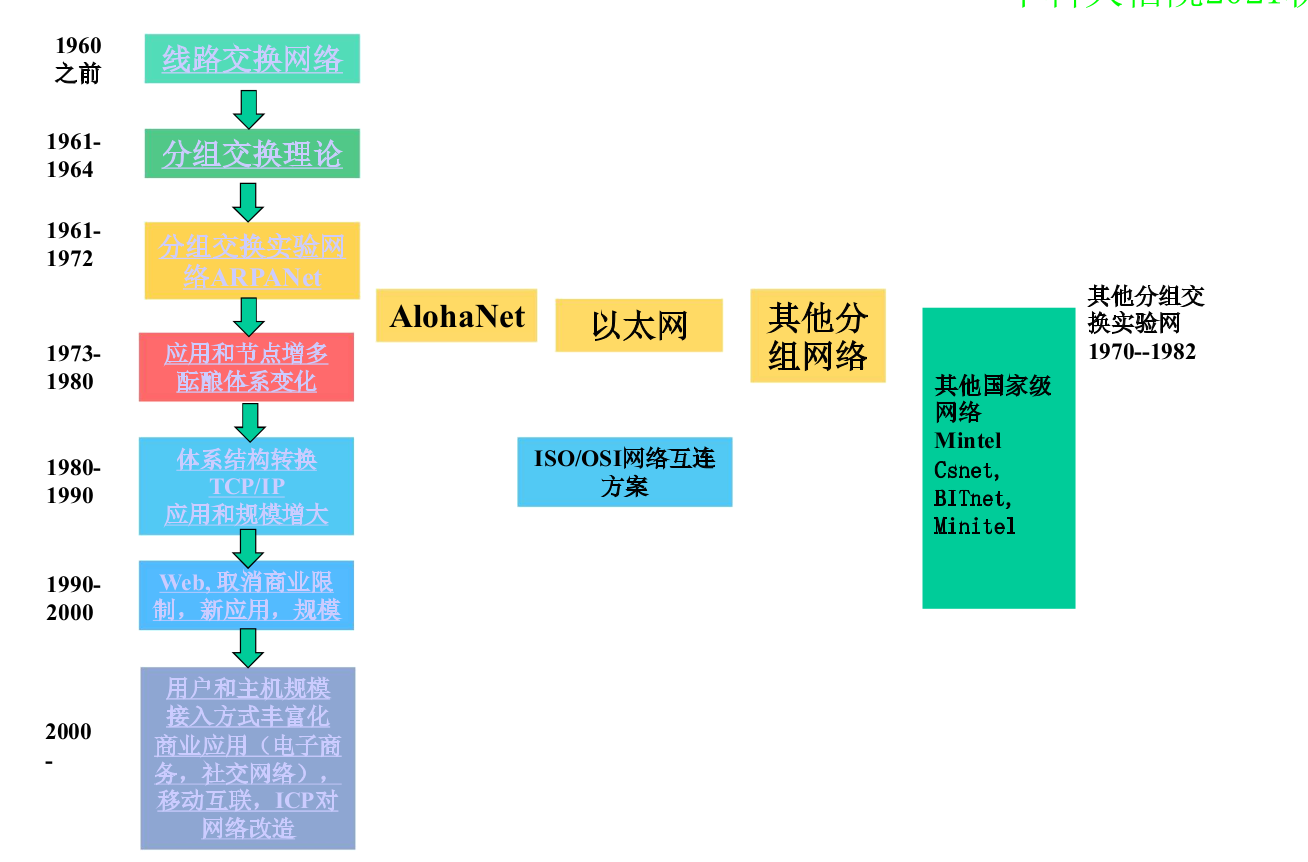 1960
之前
线路交换网络
1961-
1964
分组交换理论
1961-
1972
分组交换实验网
络ARPANet
AlohaNet
以太网
其他分
组网络
其他分组交
换实验网
1970--1982
1973-
1980
应用和节点增多
酝酿体系变化
其他国家级
网络
Mintel
Csnet,
BITnet,
Minitel
1980-
1990
体系结构转换
TCP/IP
应用和规模增大
ISO/OSI网络互连
方案
1990-
2000
Web, 取消商业限
制，新应用，规模
2000
-
用户和主机规模
接入方式丰富化
商业应用（电子商
务，社交网络），
移动互联，ICP对
网络改造